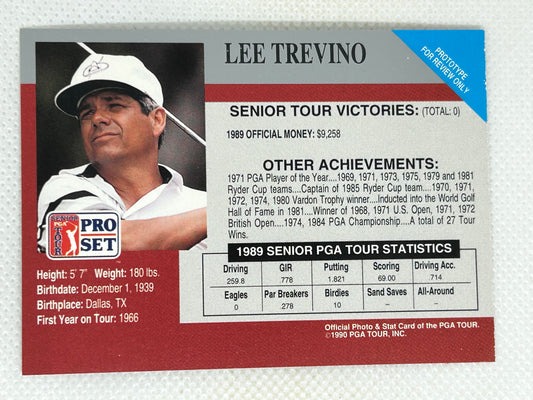 LEE TREVINO
PROTOTYPE
FOR REVIEW ONLY
SENIOR TOUR VICTORIES: (TOTAL: 0)
1989 OFFICIAL MONEY: $9,258
OTHER ACHIEVEMENTS:
1971 PGA Player of the Year....1969, 1971, 1973, 1975, 1979 and 1981
Ryder Cup teams....Captain of 1985 Ryder Cup team....1970, 1971,
1972, 1974, 1980 Vardon Trophy winner....Inducted into the World Golf
Hall of Fame in 1981....Winner of 1968, 1971 U.S. Open, 1971, 1972
British Open....1974, 1984 PGA Championship....A total of 27 Tour
Wins.
SENIOR
PGA
TOUR
PRO
SET
Height: 5' 7" Weight: 180 lbs.
Birthdate: December 1, 1939
Birthplace: Dallas, TX
First Year on Tour: 1966
1989 SENIOR PGA TOUR STATISTICS
Driving GIR Putting Scoring Driving Acc.
259.8 .778 1.821 69.00 .714
Eagles Par Breakers Birdies Sand Saves All-Around
0 .278 10 - -
Official Photo & Stat Card of the PGA TOUR.
©1990 PGA TOUR, INC.